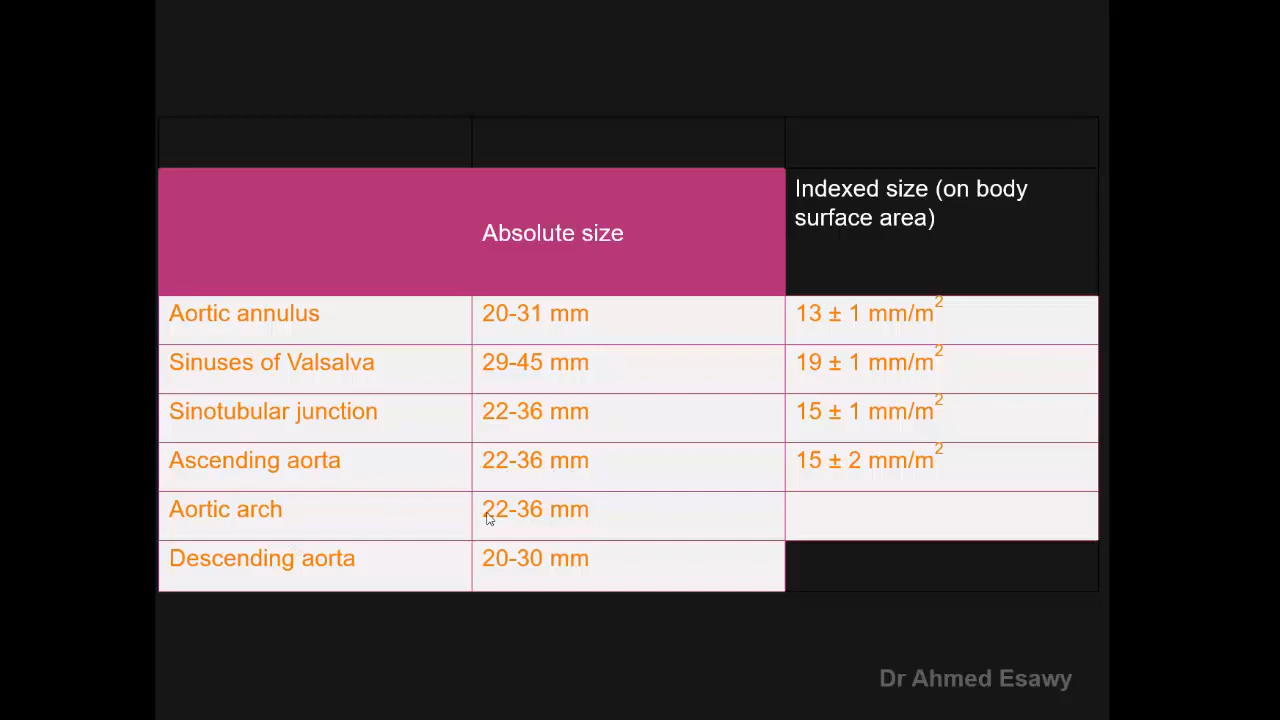 Absolute size
Indexed size (on body
surface area)
Aortic annulus 20-31 mm 13 ± 1 mm/m²
Sinuses of Valsalva 29-45 mm 19 ± 1 mm/m²
Sinotubular junction 22-36 mm 15 ± 1 mm/m²
Ascending aorta 22-36 mm 15 ± 2 mm/m²
Aortic arch 22-36 mm
Descending aorta 20-30 mm
Dr Ahmed Esawy